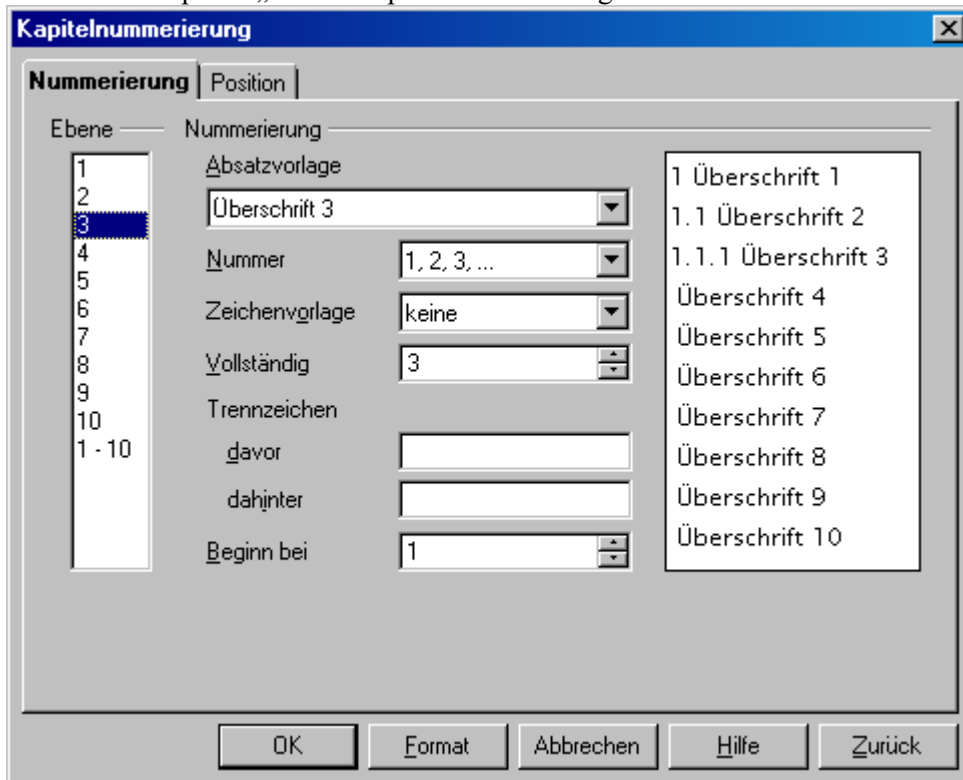 Kapitelnummerierung
Nummerierung Position
Ebene
1
2
3
4
5
6
7
8
9
10
1 - 10
Nummerierung
Absatzvorlage
Überschrift 3
Nummer 1, 2, 3, ...
Zeichenvorlage keine
Vollständig 3
Trennzeichen
davor
dahinter
Beginn bei 1
1 Überschrift 1
1.1 Überschrift 2
1.1.1 Überschrift 3
Überschrift 4
Überschrift 5
Überschrift 6
Überschrift 7
Überschrift 8
Überschrift 9
Überschrift 10
OK Format Abbrechen Hilfe Zurück